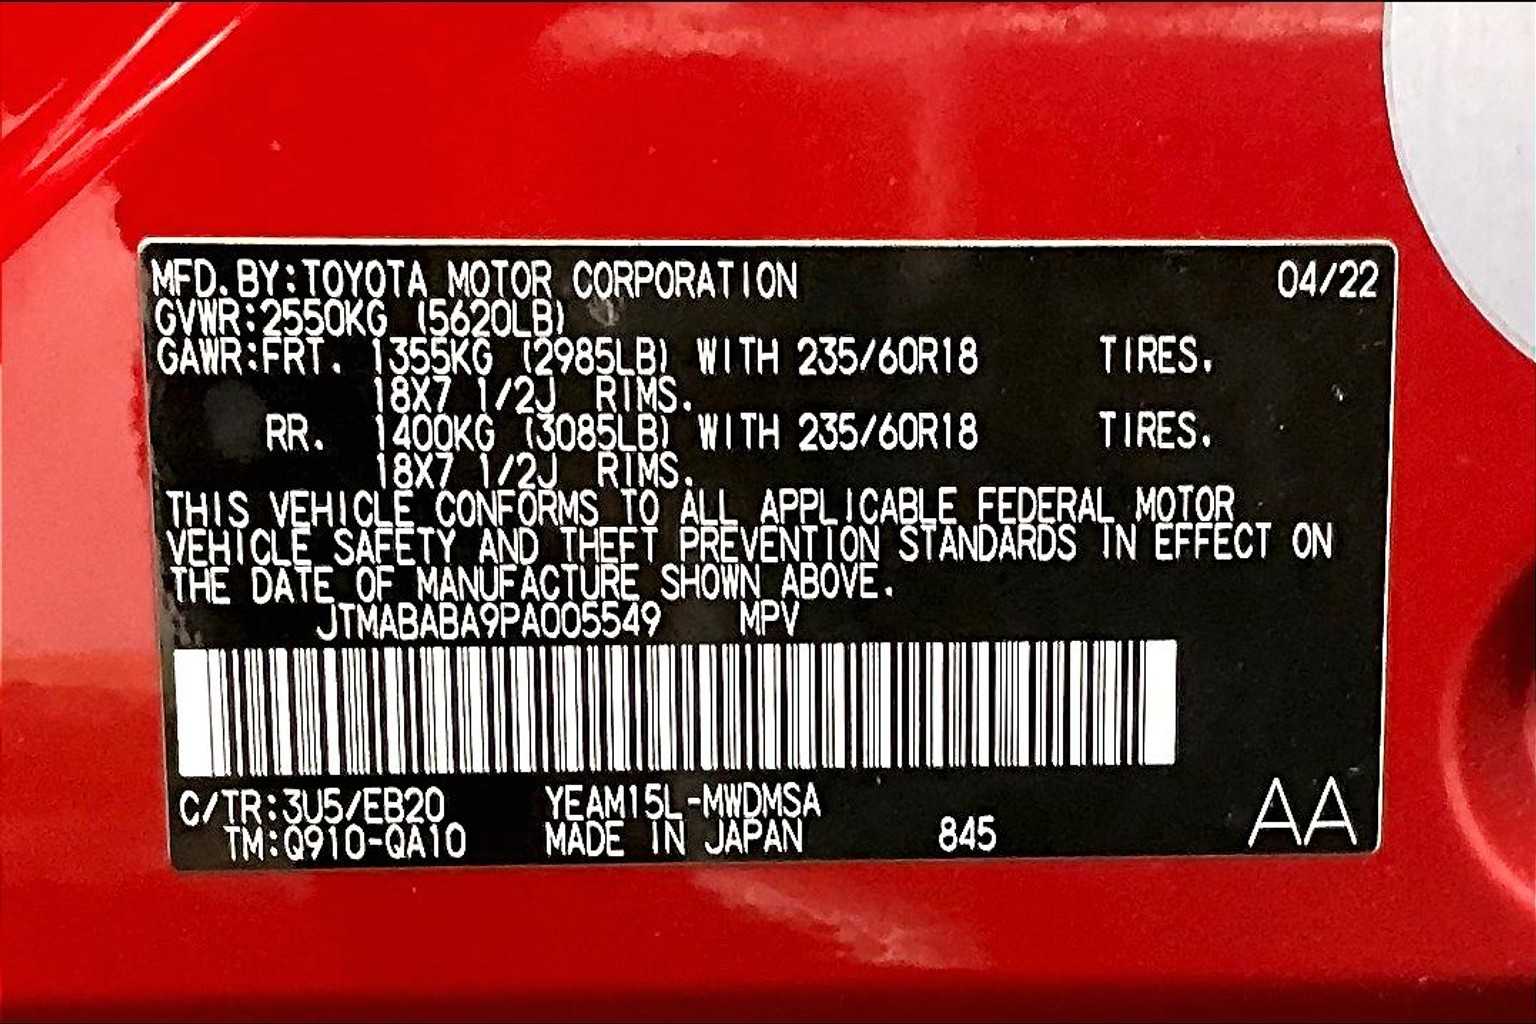 MFD. BY:TOYOTA MOTOR CORPORATION 04/22
GVWR:2550KG (5620LB)
GAWR:FRT. 1355KG (2985LB) WITH 235/60R18 TIRES.
18X7 1/2J RIMS.
RR. 1400KG (3085LB) WITH 235/60R18 TIRES.
18X7 1/2J RIMS.
THIS VEHICLE CONFORMS TO ALL APPLICABLE FEDERAL MOTOR
VEHICLE SAFETY AND THEFT PREVENTION STANDARDS IN EFFECT ON
THE DATE OF MANUFACTURE SHOWN ABOVE.
JTMABABA9PA005549 MPV
C/TR:3U5/EB20 YEAM15L-MWDMSA
TM:Q910-QA10 MADE IN JAPAN 845 AA